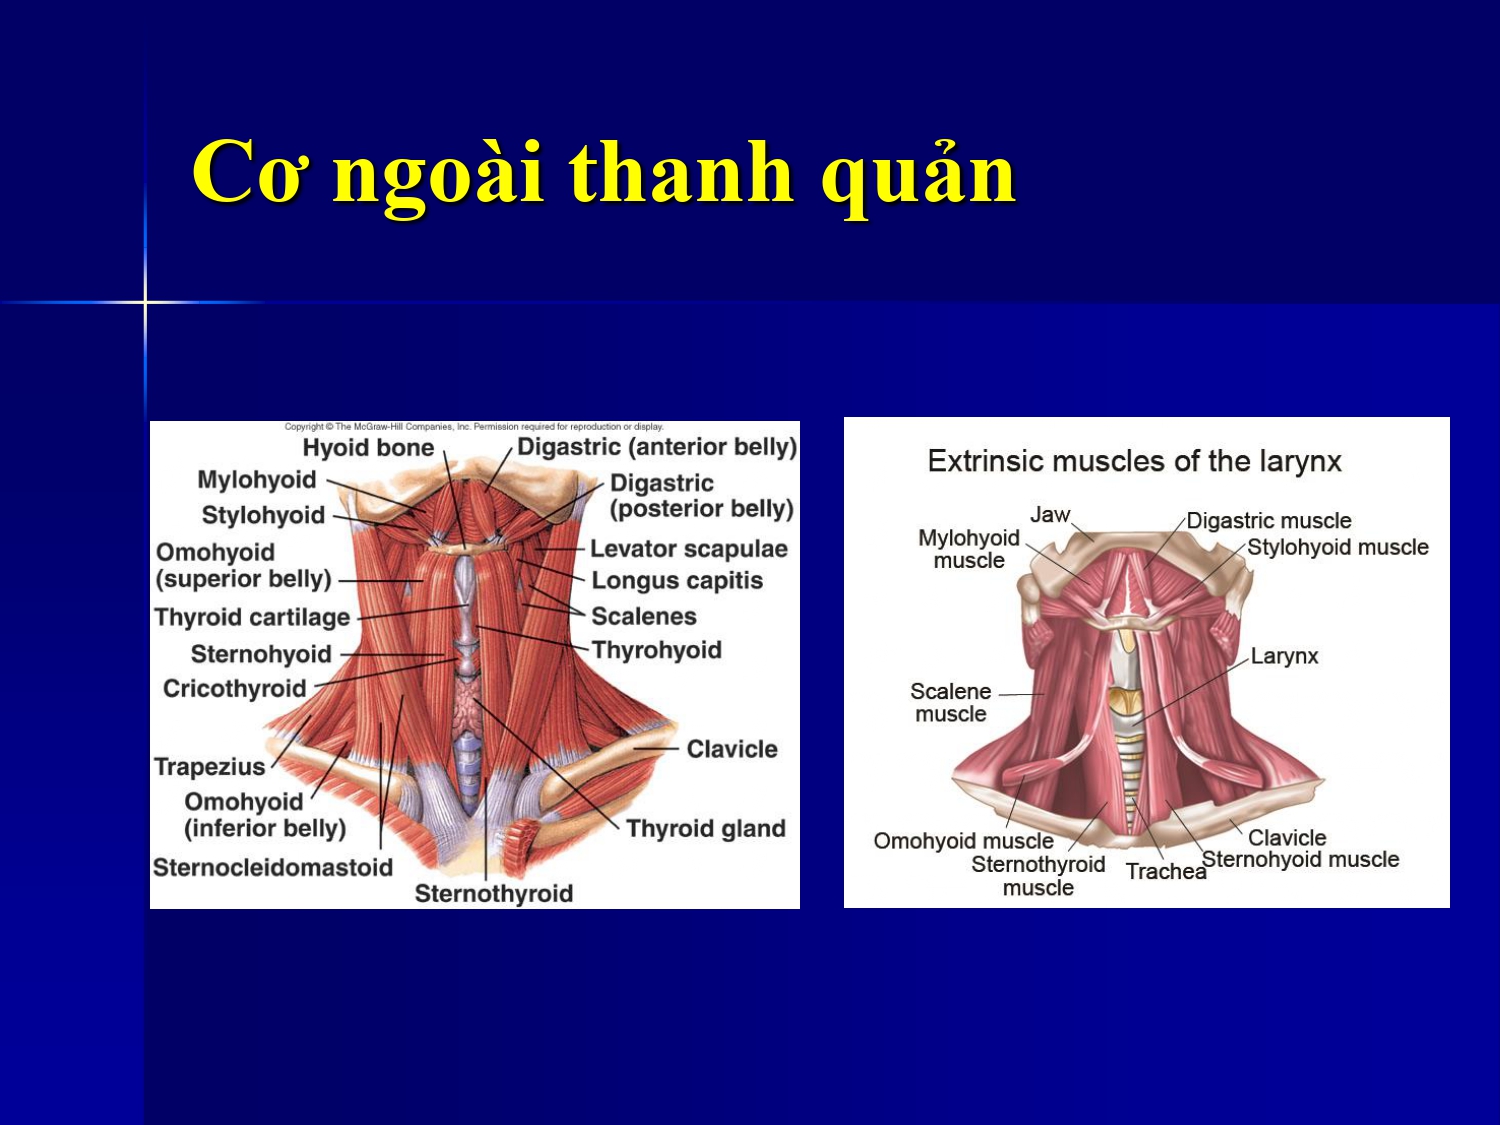 Cơ ngoài thanh quản
Copyright © The McGraw-Hill Companies, Inc. Permission required for reproduction or display.
Hyoid bone
Digastric (anterior belly)
Mylohyoid
Digastric
(posterior belly)
Stylohyoid
Omohyoid
(superior belly)
Levator scapulae
Longus capitis
Thyroid cartilage
Scalenes
Sternohyoid
Thyrohyoid
Cricothyroid
Trapezius
Clavicle
Omohyoid
(inferior belly)
Thyroid gland
Sternocleidomastoid
Sternothyroid
Extrinsic muscles of the larynx
Jaw
Digastric muscle
Mylohyoid
muscle
Stylohyoid muscle
Larynx
Scalene
muscle
Omohyoid muscle
Clavicle
Sternothyroid
muscle
Trachea
Sternohyoid muscle